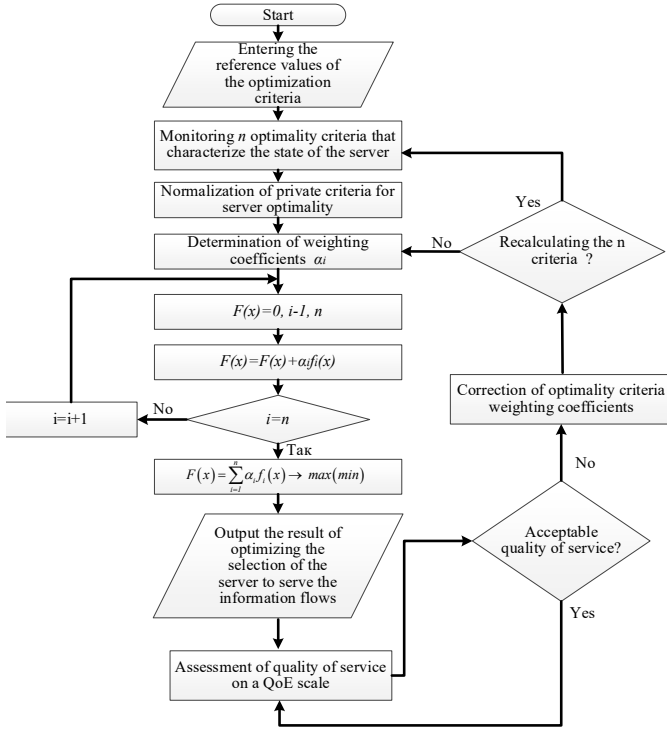 Start
Entering the
reference values of
the optimization
criteria
Monitoring n optimality criteria that
characterize the state of the server
Normalization of private criteria for
server optimality
Determination of weighting
coefficients αi
F(x)=0, i-1, n
F(x)=F(x)+αifi(x)
i=n
No
i=i+1
Так
F(x)=∑_{i=1}^{n} α_i f_i(x) → max(min)
Output the result of
optimizing the
selection of the
server to serve the
information flows
Assessment of quality of service
on a QoE scale
Yes
Recalculating the n
criteria ?
No
Correction of optimality criteria
weighting coefficients
No
Acceptable
quality of service?
Yes